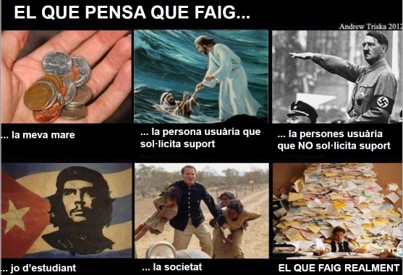 EL QUE PENSA QUE FAIG...
Andrew Triska 2012
... la meva mare
... la persona usuària que
sol·licita suport
... la persones usuària
que NO sol·licita suport
... jo d'estudiant
... la societat
EL QUE FAIG REALMENT